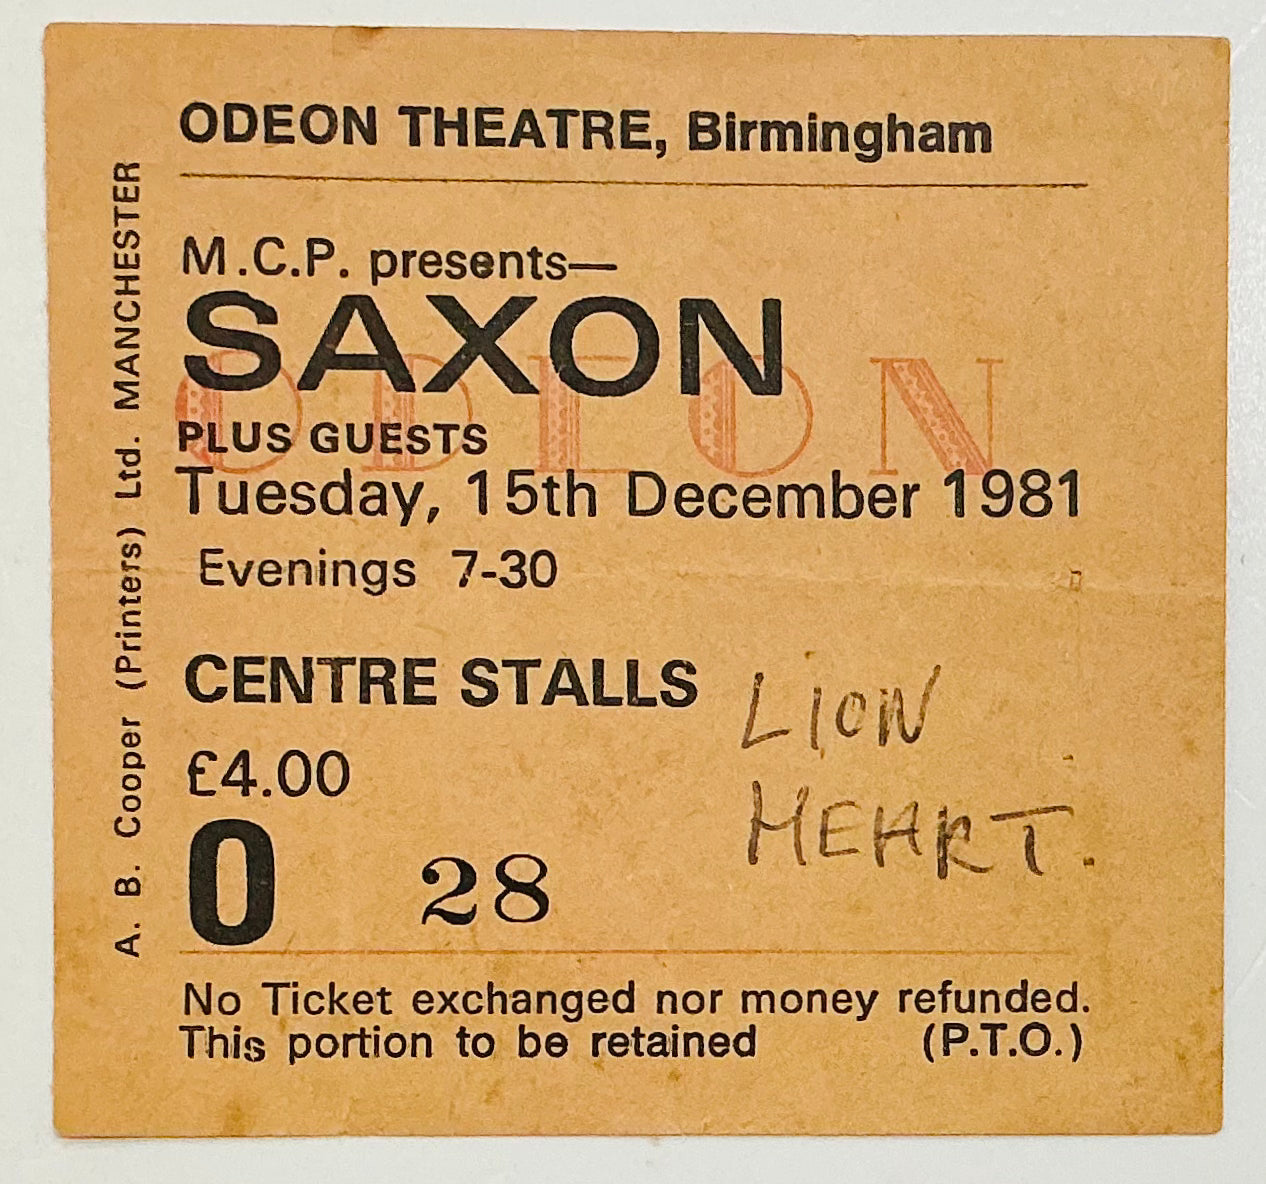 ODEON THEATRE, Birmingham
M.C.P. presents—
SAXON
ODEON
PLUS GUESTS
Tuesday, 15th December 1981
Evenings 7-30
CENTRE STALLS
£4.00
O 28
LION
HEART.
No Ticket exchanged nor money refunded.
This portion to be retained (P.T.O.)
A. B. Cooper (Printers) Ltd. MANCHESTER